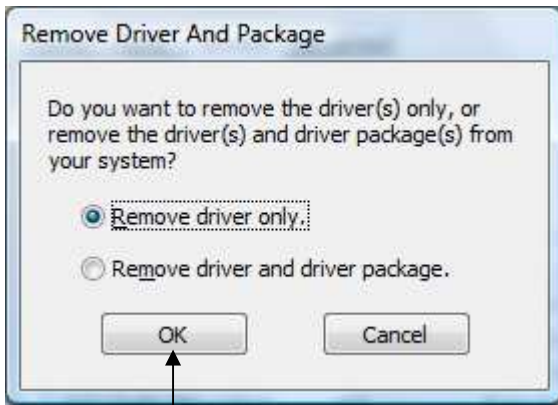 Remove Driver And Package
Do you want to remove the driver(s) only, or
remove the driver(s) and driver package(s) from
your system?
Remove driver only.
Remove driver and driver package.
OK Cancel